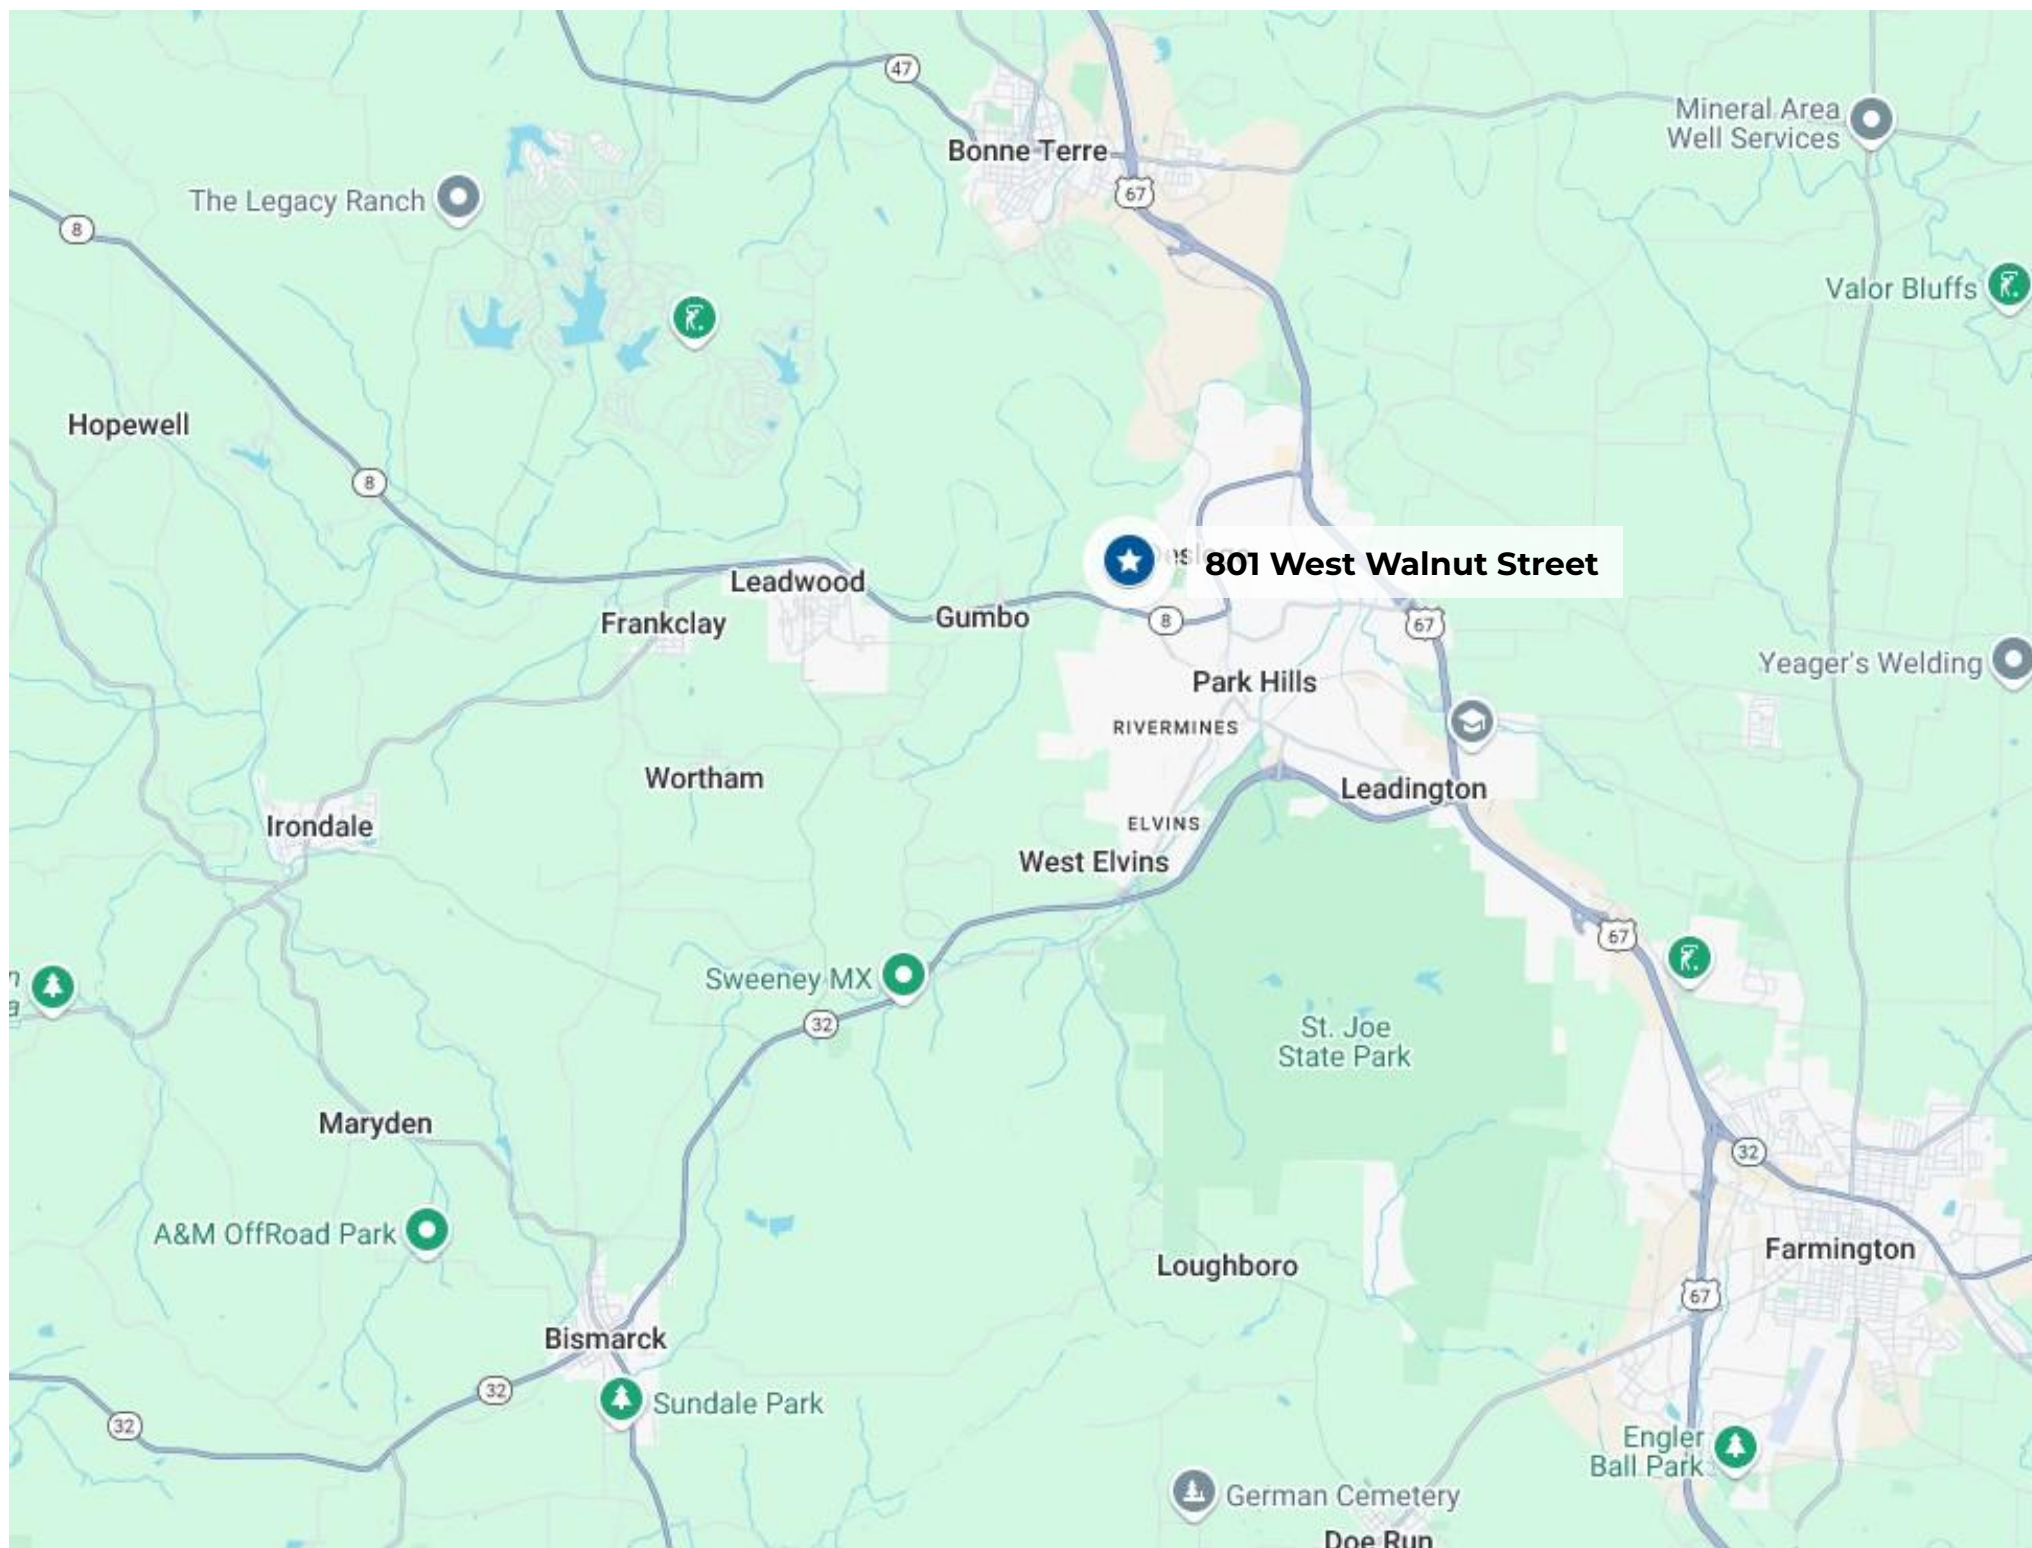 47
Mineral Area
Well Services
Bonne Terre
67
The Legacy Ranch
8
Valor Bluffs
Hopewell
8
801 West Walnut Street
Leadwood
Gumbo
Frankclay
8
67
Yeager's Welding
Park Hills
RIVERMINES
Wortham
Leadington
Irondale
ELVINS
West Elvins
67
Sweeney MX
32
St. Joe
State Park
Maryden
32
A&M OffRoad Park
Farmington
Loughboro
67
Bismarck
32
Sundale Park
32
Engler
Ball Park
German Cemetery
Doe Run